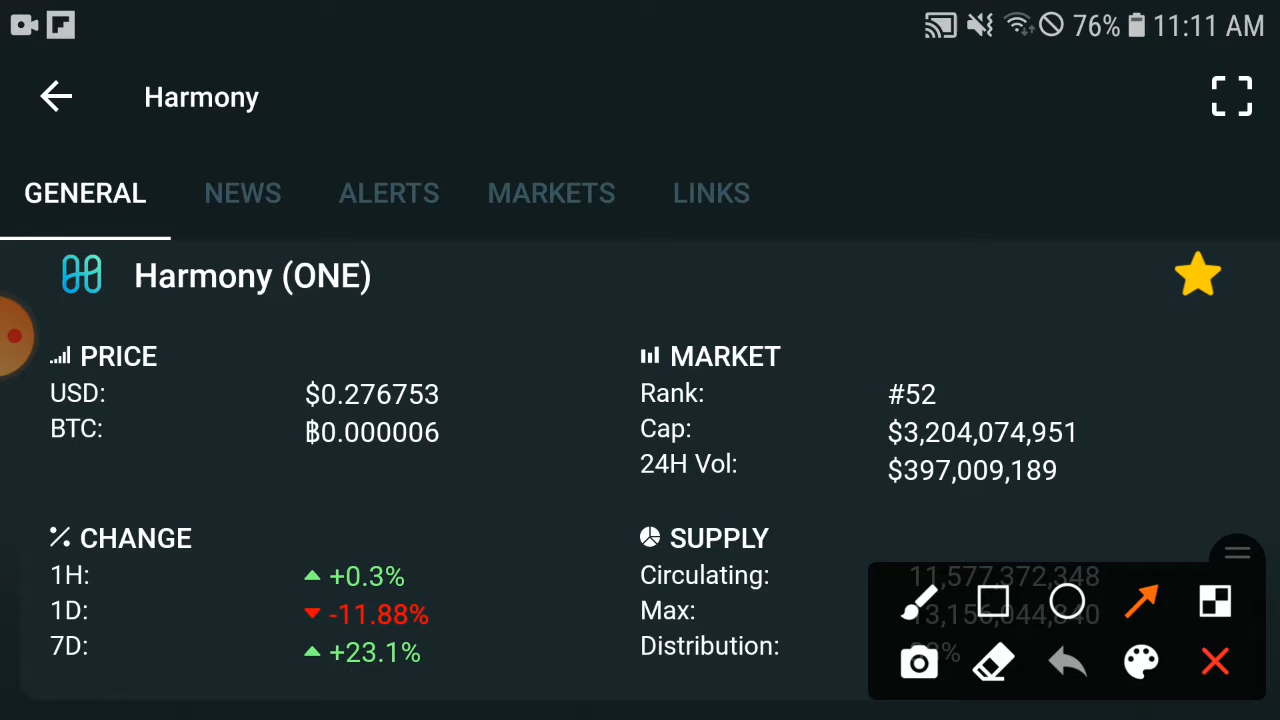 76% 11:11 AM
Harmony
GENERAL NEWS ALERTS MARKETS LINKS
Harmony (ONE)
PRICE
USD: $0.276753
BTC: ₿0.000006
MARKET
Rank: #52
Cap: $3,204,074,951
24H Vol: $397,009,189
CHANGE
1H: +0.3%
1D: -11.88%
7D: +23.1%
SUPPLY
Circulating: 11,577,372,348
Max:
Distribution: